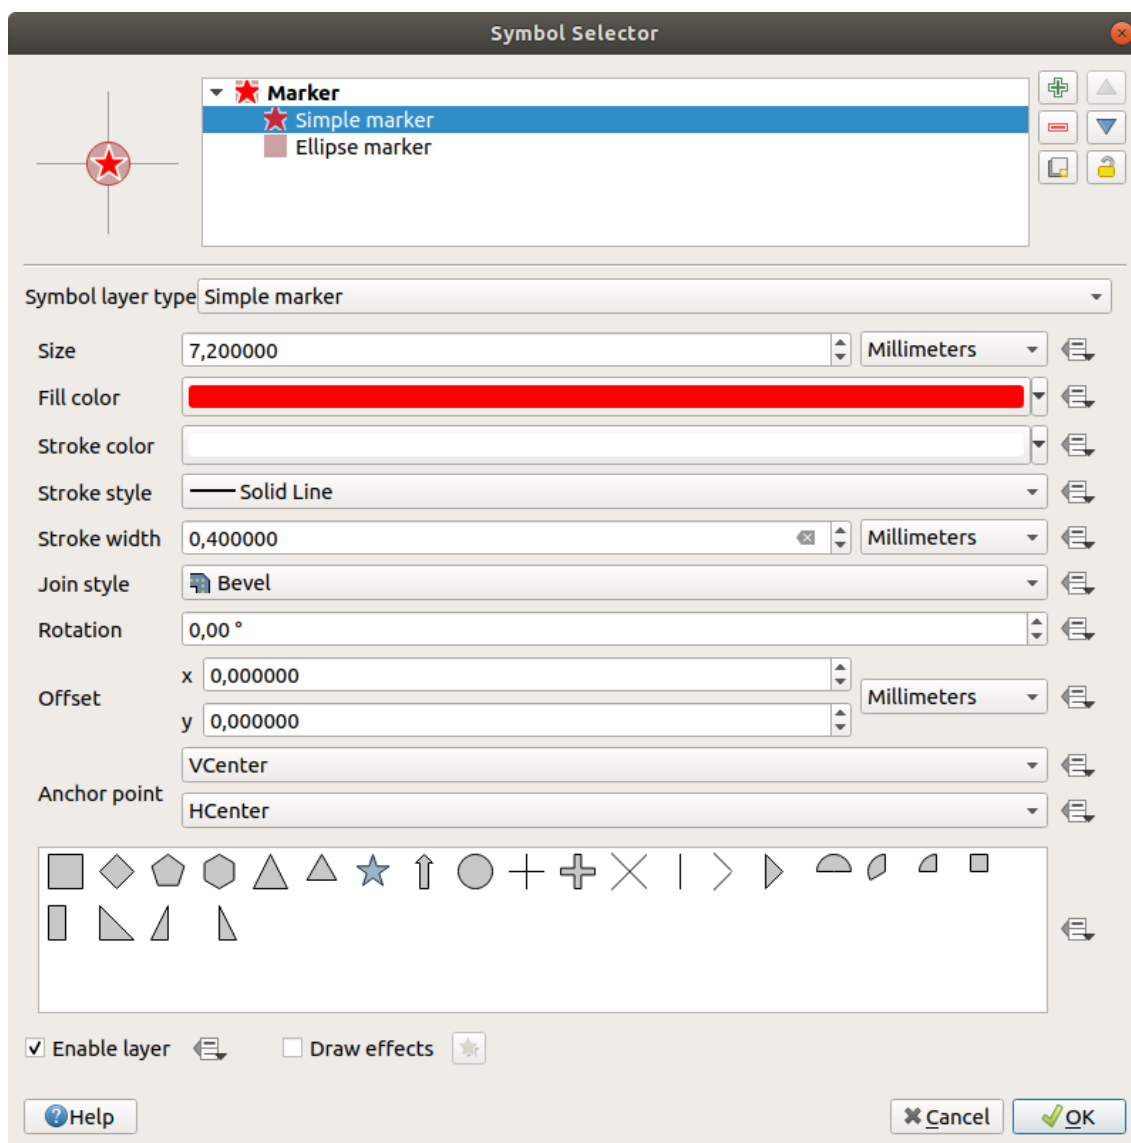 Symbol Selector
Marker
Simple marker
Ellipse marker
Symbol layer type Simple marker
Size 7,200000 Millimeters
Fill color
Stroke color
Stroke style Solid Line
Stroke width 0,400000 Millimeters
Join style Bevel
Rotation 0,00 °
x 0,000000
Offset Millimeters
y 0,000000
VCenter
Anchor point
HCenter
Enable layer Draw effects
Help Cancel OK